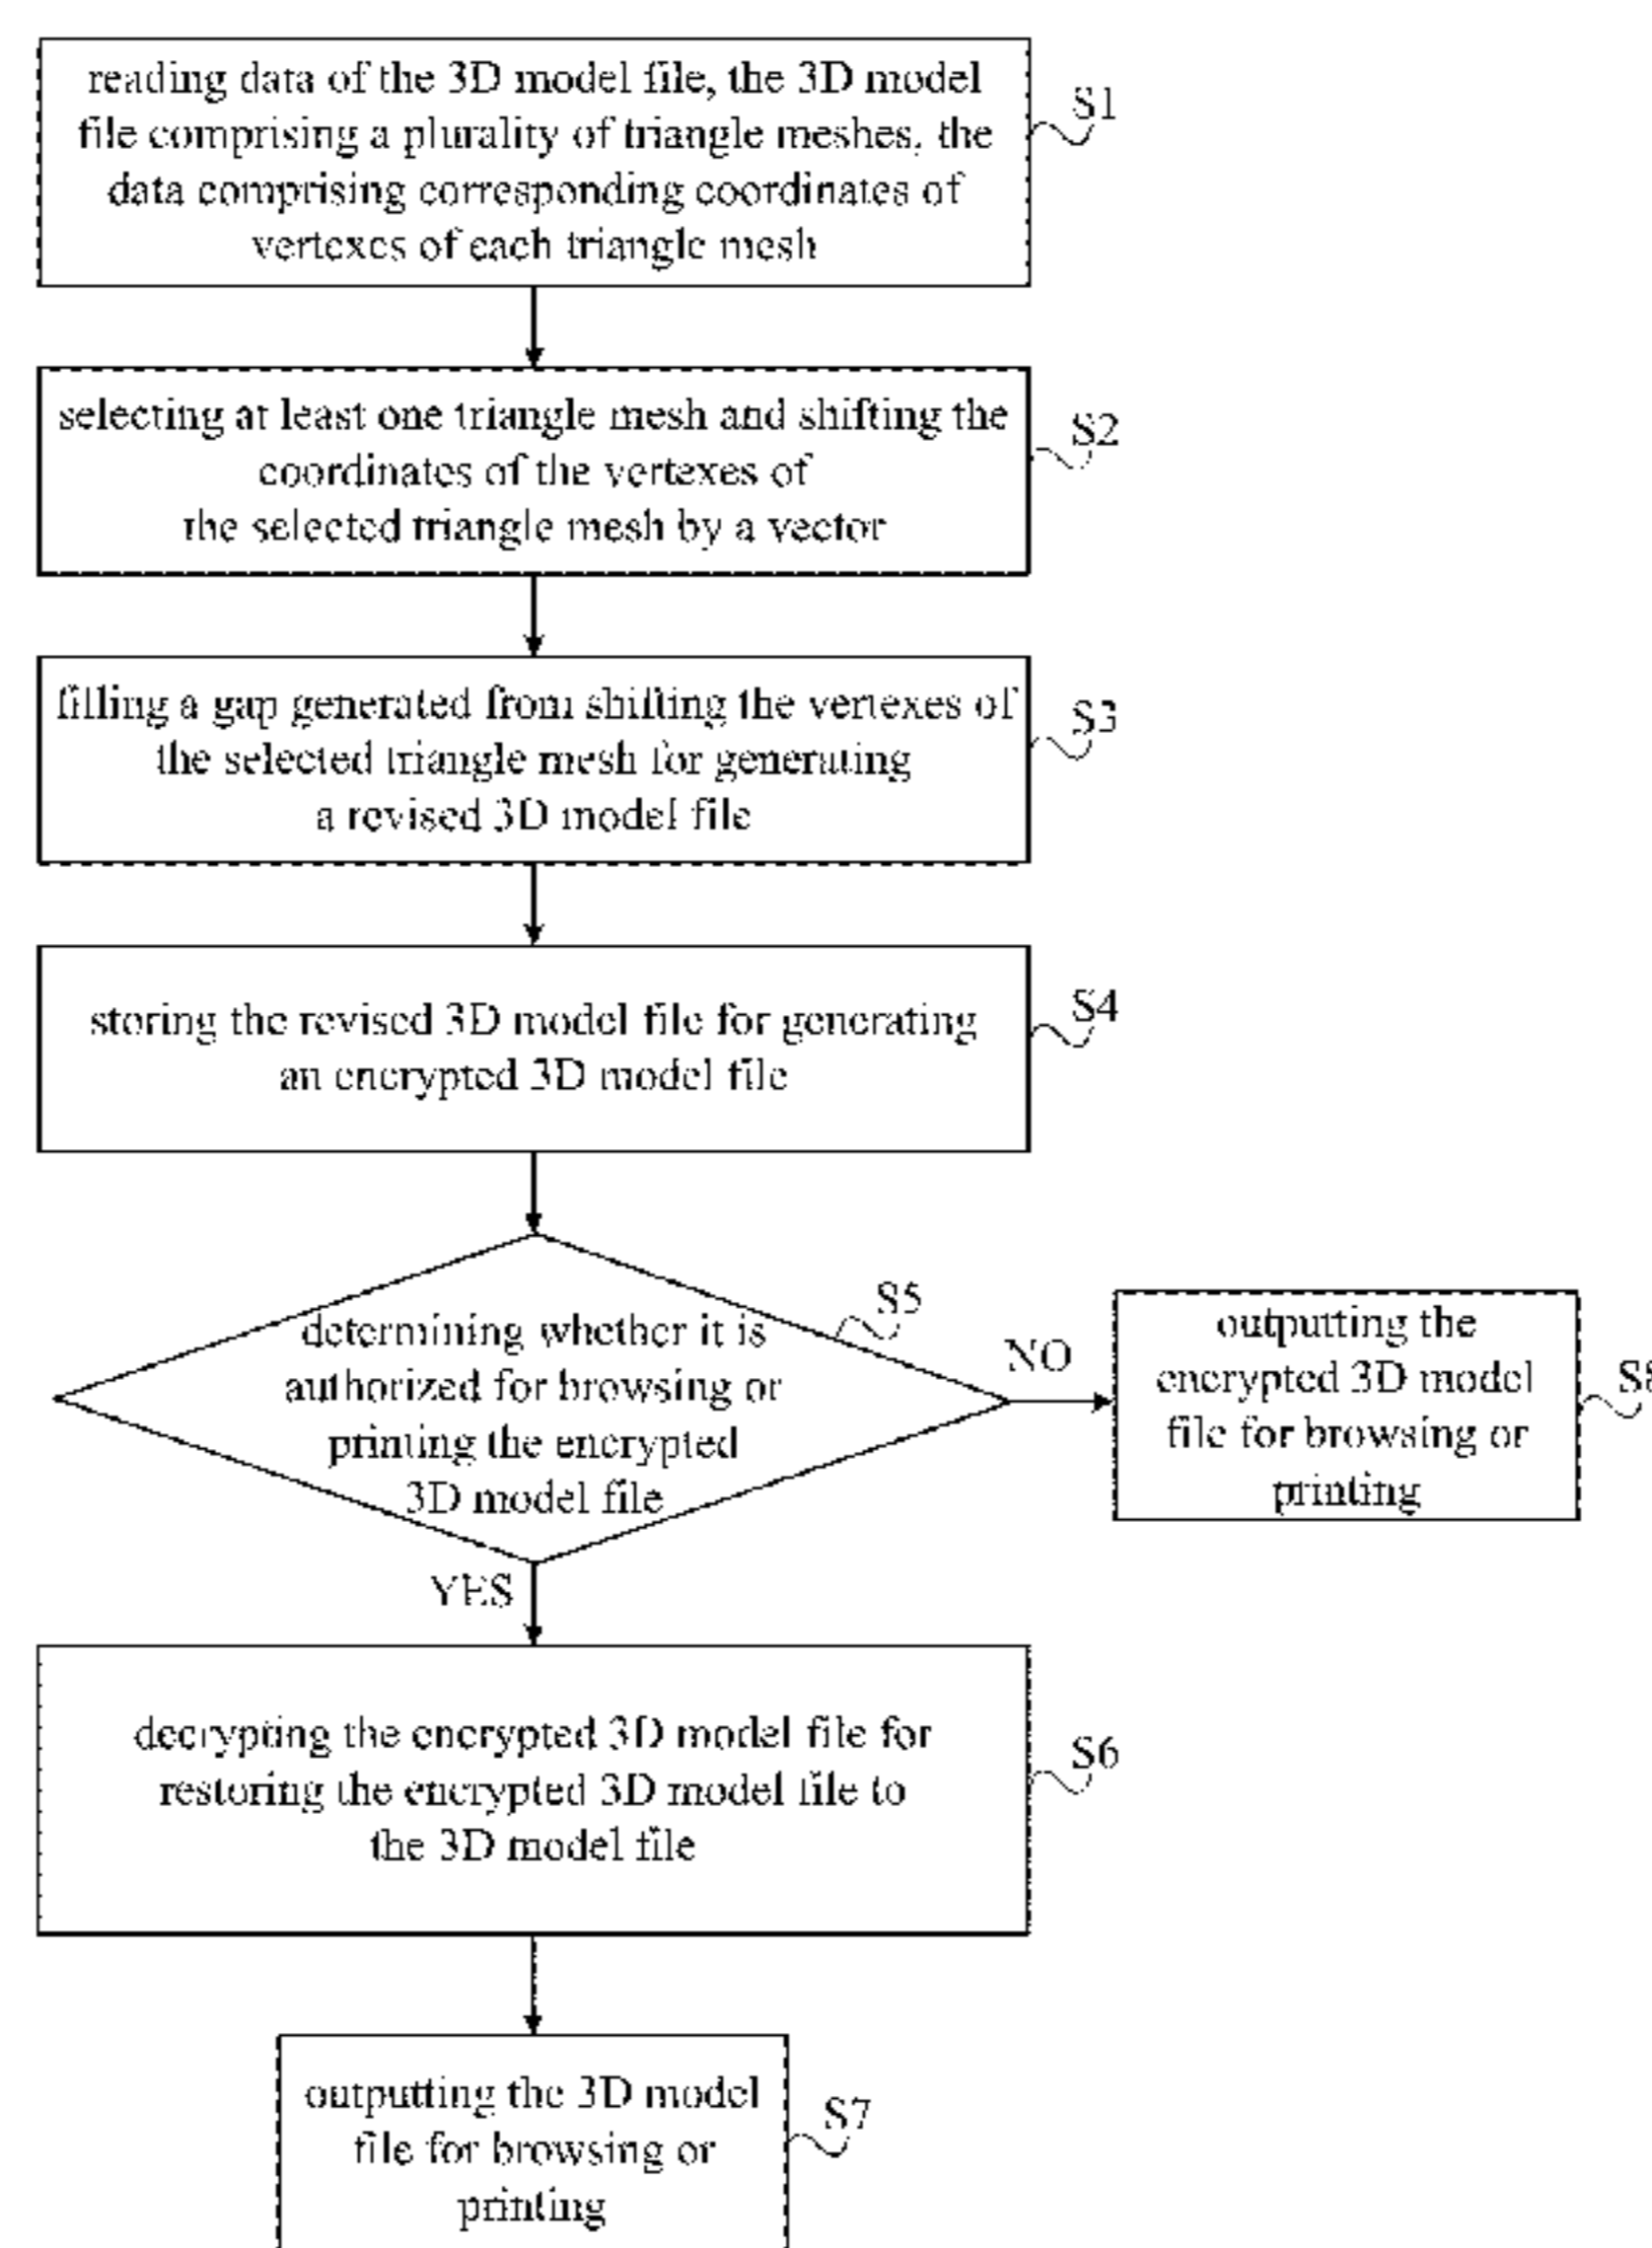 reading data of the 3D model file, the 3D model
file comprising a plurality of triangle meshes, the
data comprising corresponding coordinates of
vertexes of each triangle mesh
S1
selecting at least one triangle mesh and shifting the
coordinates of the vertexes of
the selected triangle mesh by a vector
S2
filling a gap generated from shifting the vertexes of
the selected triangle mesh for generating
a revised 3D model file
S3
storing the revised 3D model file for generating
an encrypted 3D model file
S4
determining whether it is
authorized for browsing or
printing the encrypted
3D model file
S5
NO
outputting the
encrypted 3D model
file for browsing or
printing
S8
YES
decrypting the encrypted 3D model file for
restoring the encrypted 3D model file to
the 3D model file
S6
outputting the 3D model
file for browsing or
printing
S7